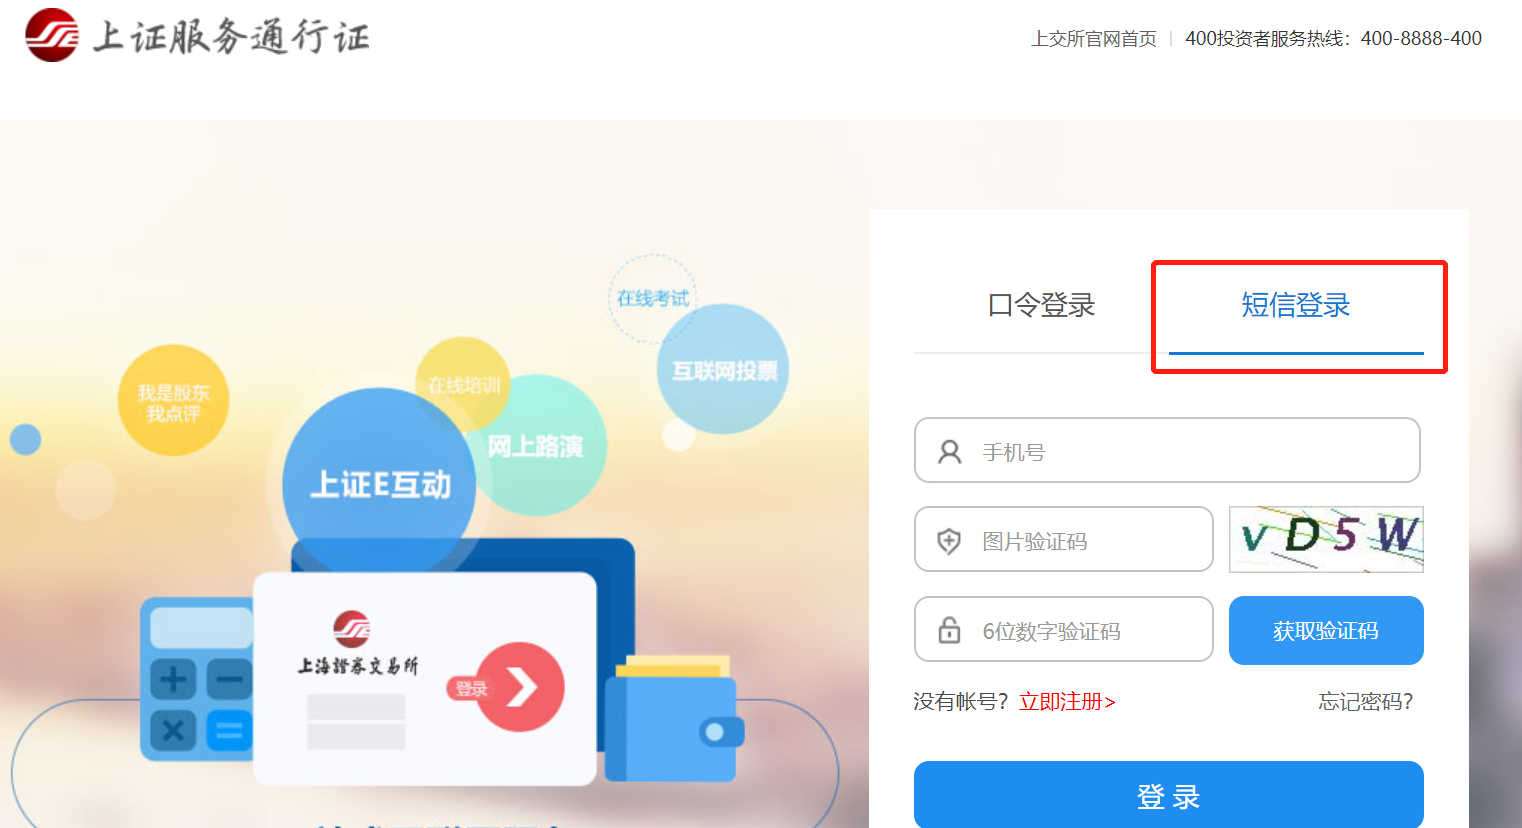 上证服务通行证
上交所官网首页 | 400投资者服务热线：400-8888-400
口令登录
短信登录
手机号
图片验证码
vD5W
6位数字验证码
获取验证码
没有帐号？立即注册>
忘记密码？
登 录
在线考试
互联网投票
我是股东
我点评
在线培训
网上路演
上证E互动
上海證券交易所
登录